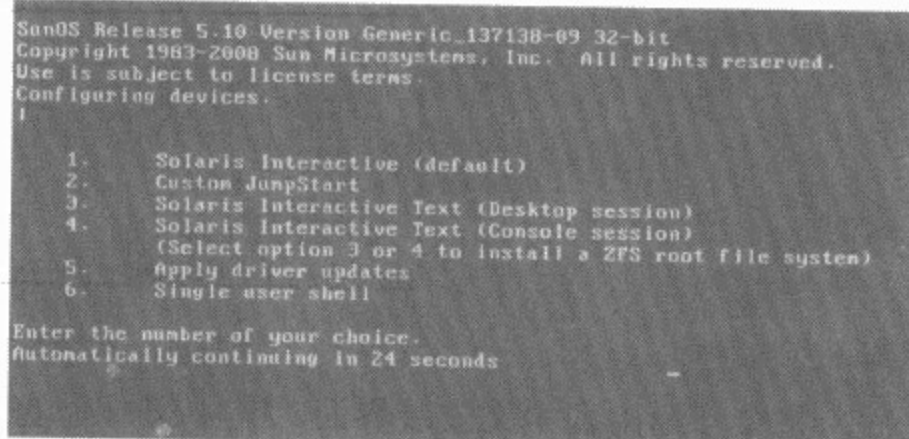 SunOS Release 5.10 Version Generic_137138-09 32-bit
Copyright 1983-2008 Sun Microsystems, Inc.  All rights reserved.
Use is subject to license terms.
Configuring devices.
1.  Solaris Interactive (default)
2.  Custom JumpStart
3.  Solaris Interactive Text (Desktop session)
4.  Solaris Interactive Text (Console session)
(Select option 3 or 4 to install a ZFS root file system)
5.  Apply driver updates
6.  Single user shell
Enter the number of your choice.
Automatically continuing in 24 seconds